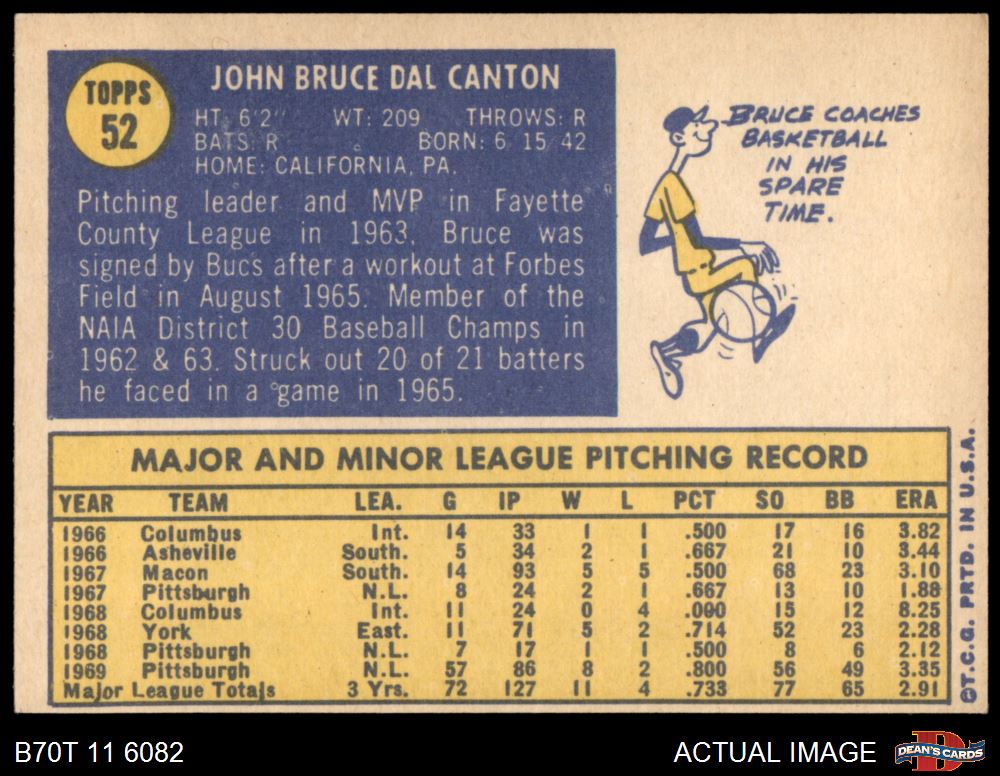 TOPPS
52
JOHN BRUCE DAL CANTON
HT: 6'2" WT: 209 THROWS: R
BATS: R BORN: 6 15 42
HOME: CALIFORNIA, PA.
Pitching leader and MVP in Fayette
County League in 1963, Bruce was
signed by Bucs after a workout at Forbes
Field in August 1965. Member of the
NAIA District 30 Baseball Champs in
1962 & 63. Struck out 20 of 21 batters
he faced in a game in 1965.
BRUCE COACHES
BASKETBALL
IN HIS
SPARE
TIME.
MAJOR AND MINOR LEAGUE PITCHING RECORD
YEAR TEAM LEA. G IP W L PCT SO BB ERA
1966 Columbus Int. 14 33 1 1 .500 17 16 3.82
1966 Asheville South. 5 34 2 1 .667 21 10 3.44
1967 Macon South. 14 93 5 5 .500 68 23 3.10
1967 Pittsburgh N.L. 8 24 2 1 .667 13 10 1.88
1968 Columbus Int. 11 24 0 4 .000 15 12 8.25
1968 York East. 11 71 5 2 .714 52 23 2.28
1968 Pittsburgh N.L. 7 17 1 1 .500 8 6 2.12
1969 Pittsburgh N.L. 57 86 8 2 .800 56 49 3.35
Major League Totals 3 Yrs. 72 127 11 4 .733 77 65 2.91
©T.C.G. PRTD. IN U.S.A.
B70T 11 6082
ACTUAL IMAGE
D
DEAN'S CARDS